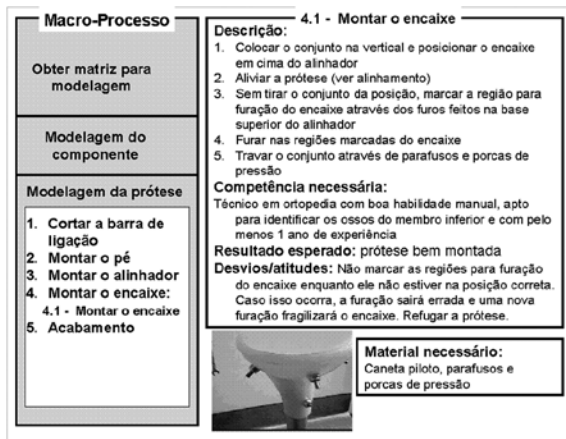 Macro-Processo
Obter matriz para
modelagem
Modelagem do
componente
Modelagem da prótese
1. Cortar a barra de
ligação
2. Montar o pé
3. Montar o alinhador
4. Montar o encaixe:
4.1 - Montar o encaixe
5. Acabamento
4.1 - Montar o encaixe
Descrição:
1. Colocar o conjunto na vertical e posicionar o encaixe
em cima do alinhador
2. Aliviar a prótese (ver alinhamento)
3. Sem tirar o conjunto da posição, marcar a região para
furação do encaixe através dos furos feitos na base
superior do alinhador
4. Furar nas regiões marcadas do encaixe
5. Travar o conjunto através de parafusos e porcas de
pressão
Competência necessária:
Técnico em ortopedia com boa habilidade manual, apto
para identificar os ossos do membro inferior e com pelo
menos 1 ano de experiência
Resultado esperado: prótese bem montada
Desvios/atitudes: Não marcar as regiões para furação
do encaixe enquanto ele não estiver na posição correta.
Caso isso ocorra, a furação sairá errada e uma nova
furação fragilizará o encaixe. Refugar a prótese.
Material necessário:
Caneta piloto, parafusos e
porcas de pressão